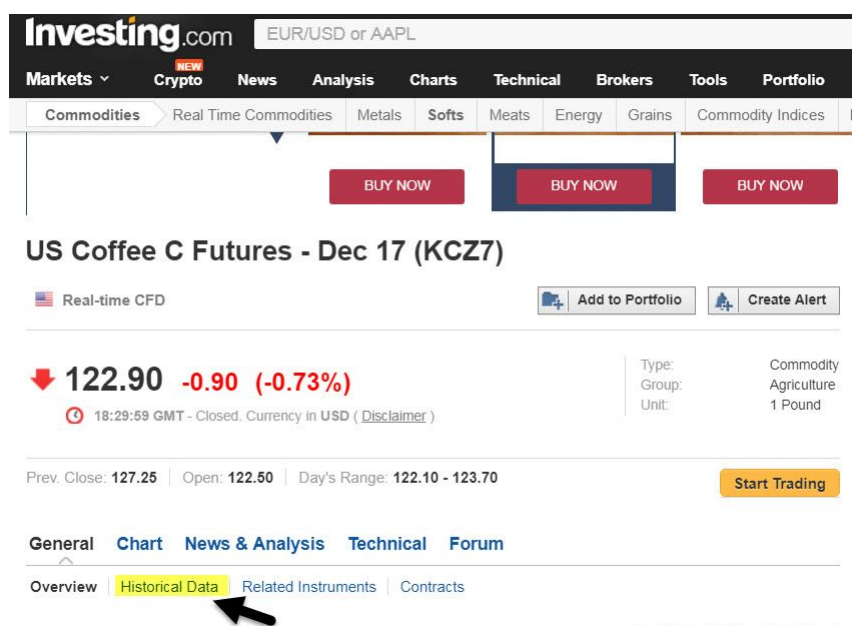 Investing.com EUR/USD or AAPL
NEW
Markets Crypto News Analysis Charts Technical Brokers Tools Portfolio
Commodities Real Time Commodities Metals Softs Meats Energy Grains Commodity Indices
BUY NOW BUY NOW BUY NOW
US Coffee C Futures - Dec 17 (KCZ7)
Real-time CFD Add to Portfolio Create Alert
122.90 -0.90 (-0.73%)
18:29:59 GMT - Closed. Currency in USD ( Disclaimer )
Type: Commodity
Group: Agriculture
Unit: 1 Pound
Prev. Close: 127.25 Open: 122.50 Day's Range: 122.10 - 123.70
Start Trading
General Chart News & Analysis Technical Forum
Overview Historical Data Related Instruments Contracts